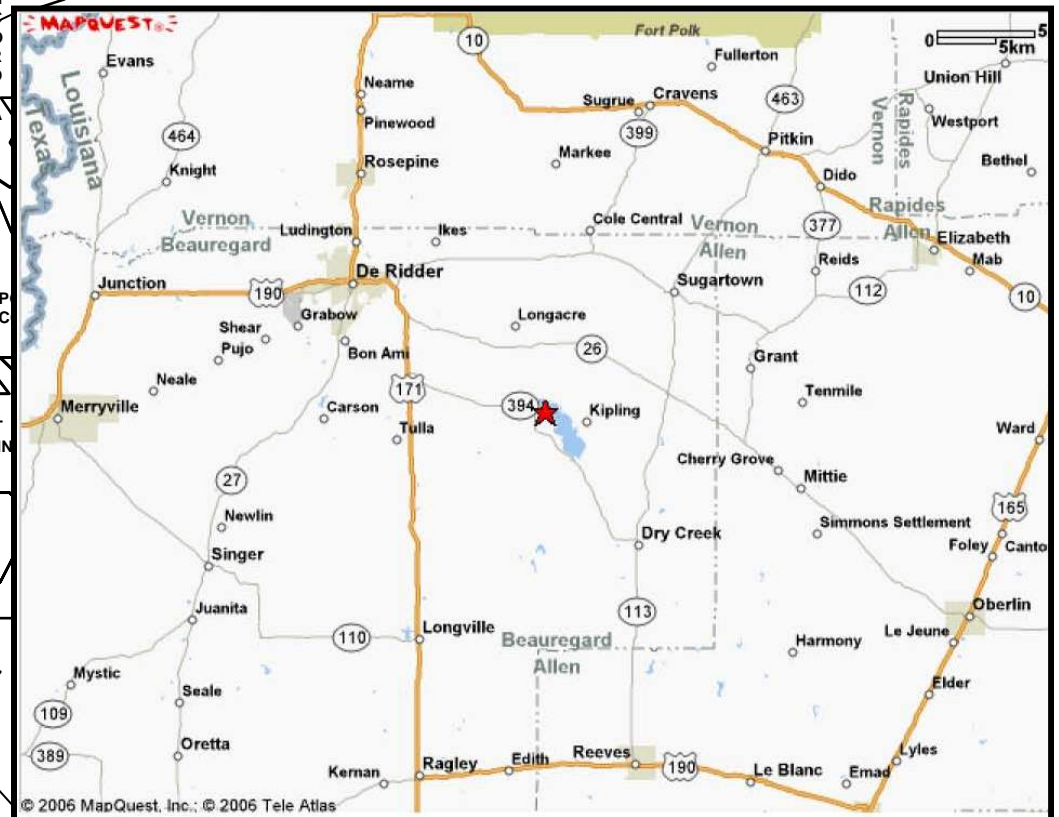 MAPQUEST
Fort Polk
0 5
5km
10
Evans
Fullerton
Union Hill
Louisiana
Texas
Neame
Sugrue
Cravens
463
Rapides
Vernon
464
Pinewood
399
Westport
Pitkin
Knight
Rosepine
Markee
Bethel
Dido
Vernon
Beauregard
Ludington
Ikes
Cole Central
Vernon
Allen
377
Rapides
Allen
Elizabeth
Junction
190
De Ridder
Sugartown
Reids
Mab
112
10
Grabow
Longacre
Shear
Pujo
Bon Ami
26
Grant
Neale
171
Tenmile
Merryville
Carson
394
Kipling
Tulla
Ward
Cherry Grove
Mittie
27
165
Newlin
Dry Creek
Simmons Settlement
Singer
Foley
Canto
Juanita
113
Oberlin
110
Longville
Beauregard
Allen
Harmony
Le Jeune
Mystic
Seale
Elder
109
389
Oretta
Ragley
Edith
Reeves
190
Lyles
Kernan
Le Blanc
Emad
© 2006 MapQuest, Inc.; © 2006 Tele Atlas